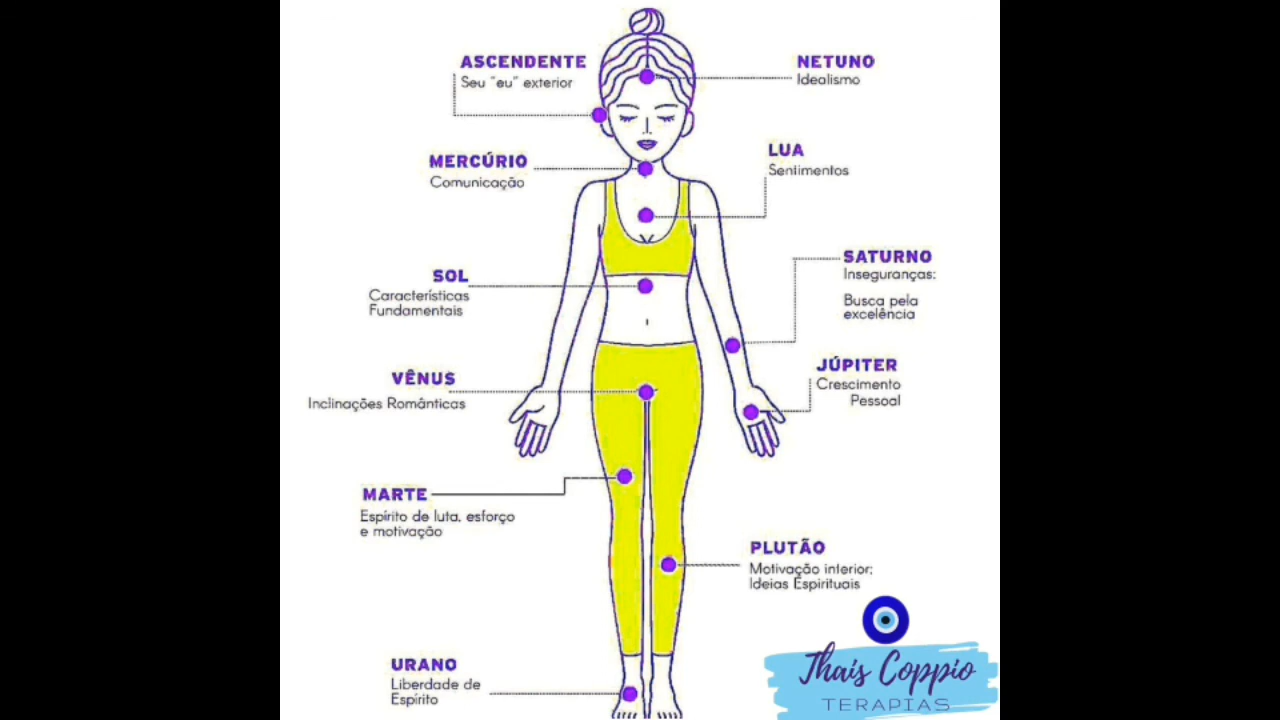 ASCENDENTE
Seu "eu" exterior
NETUNO
Idealismo
MERCÚRIO
Comunicação
LUA
Sentimentos
SATURNO
Inseguranças;
Busca pela
excelência
SOL
Características
Fundamentais
JÚPITER
Crescimento
Pessoal
VÊNUS
Inclinações Românticas
MARTE
Espírito de luta, esforço
e motivação
PLUTÃO
Motivação interior;
Ideias Espirituais
URANO
Liberdade de
Espírito
Thais Coppio
TERAPIAS